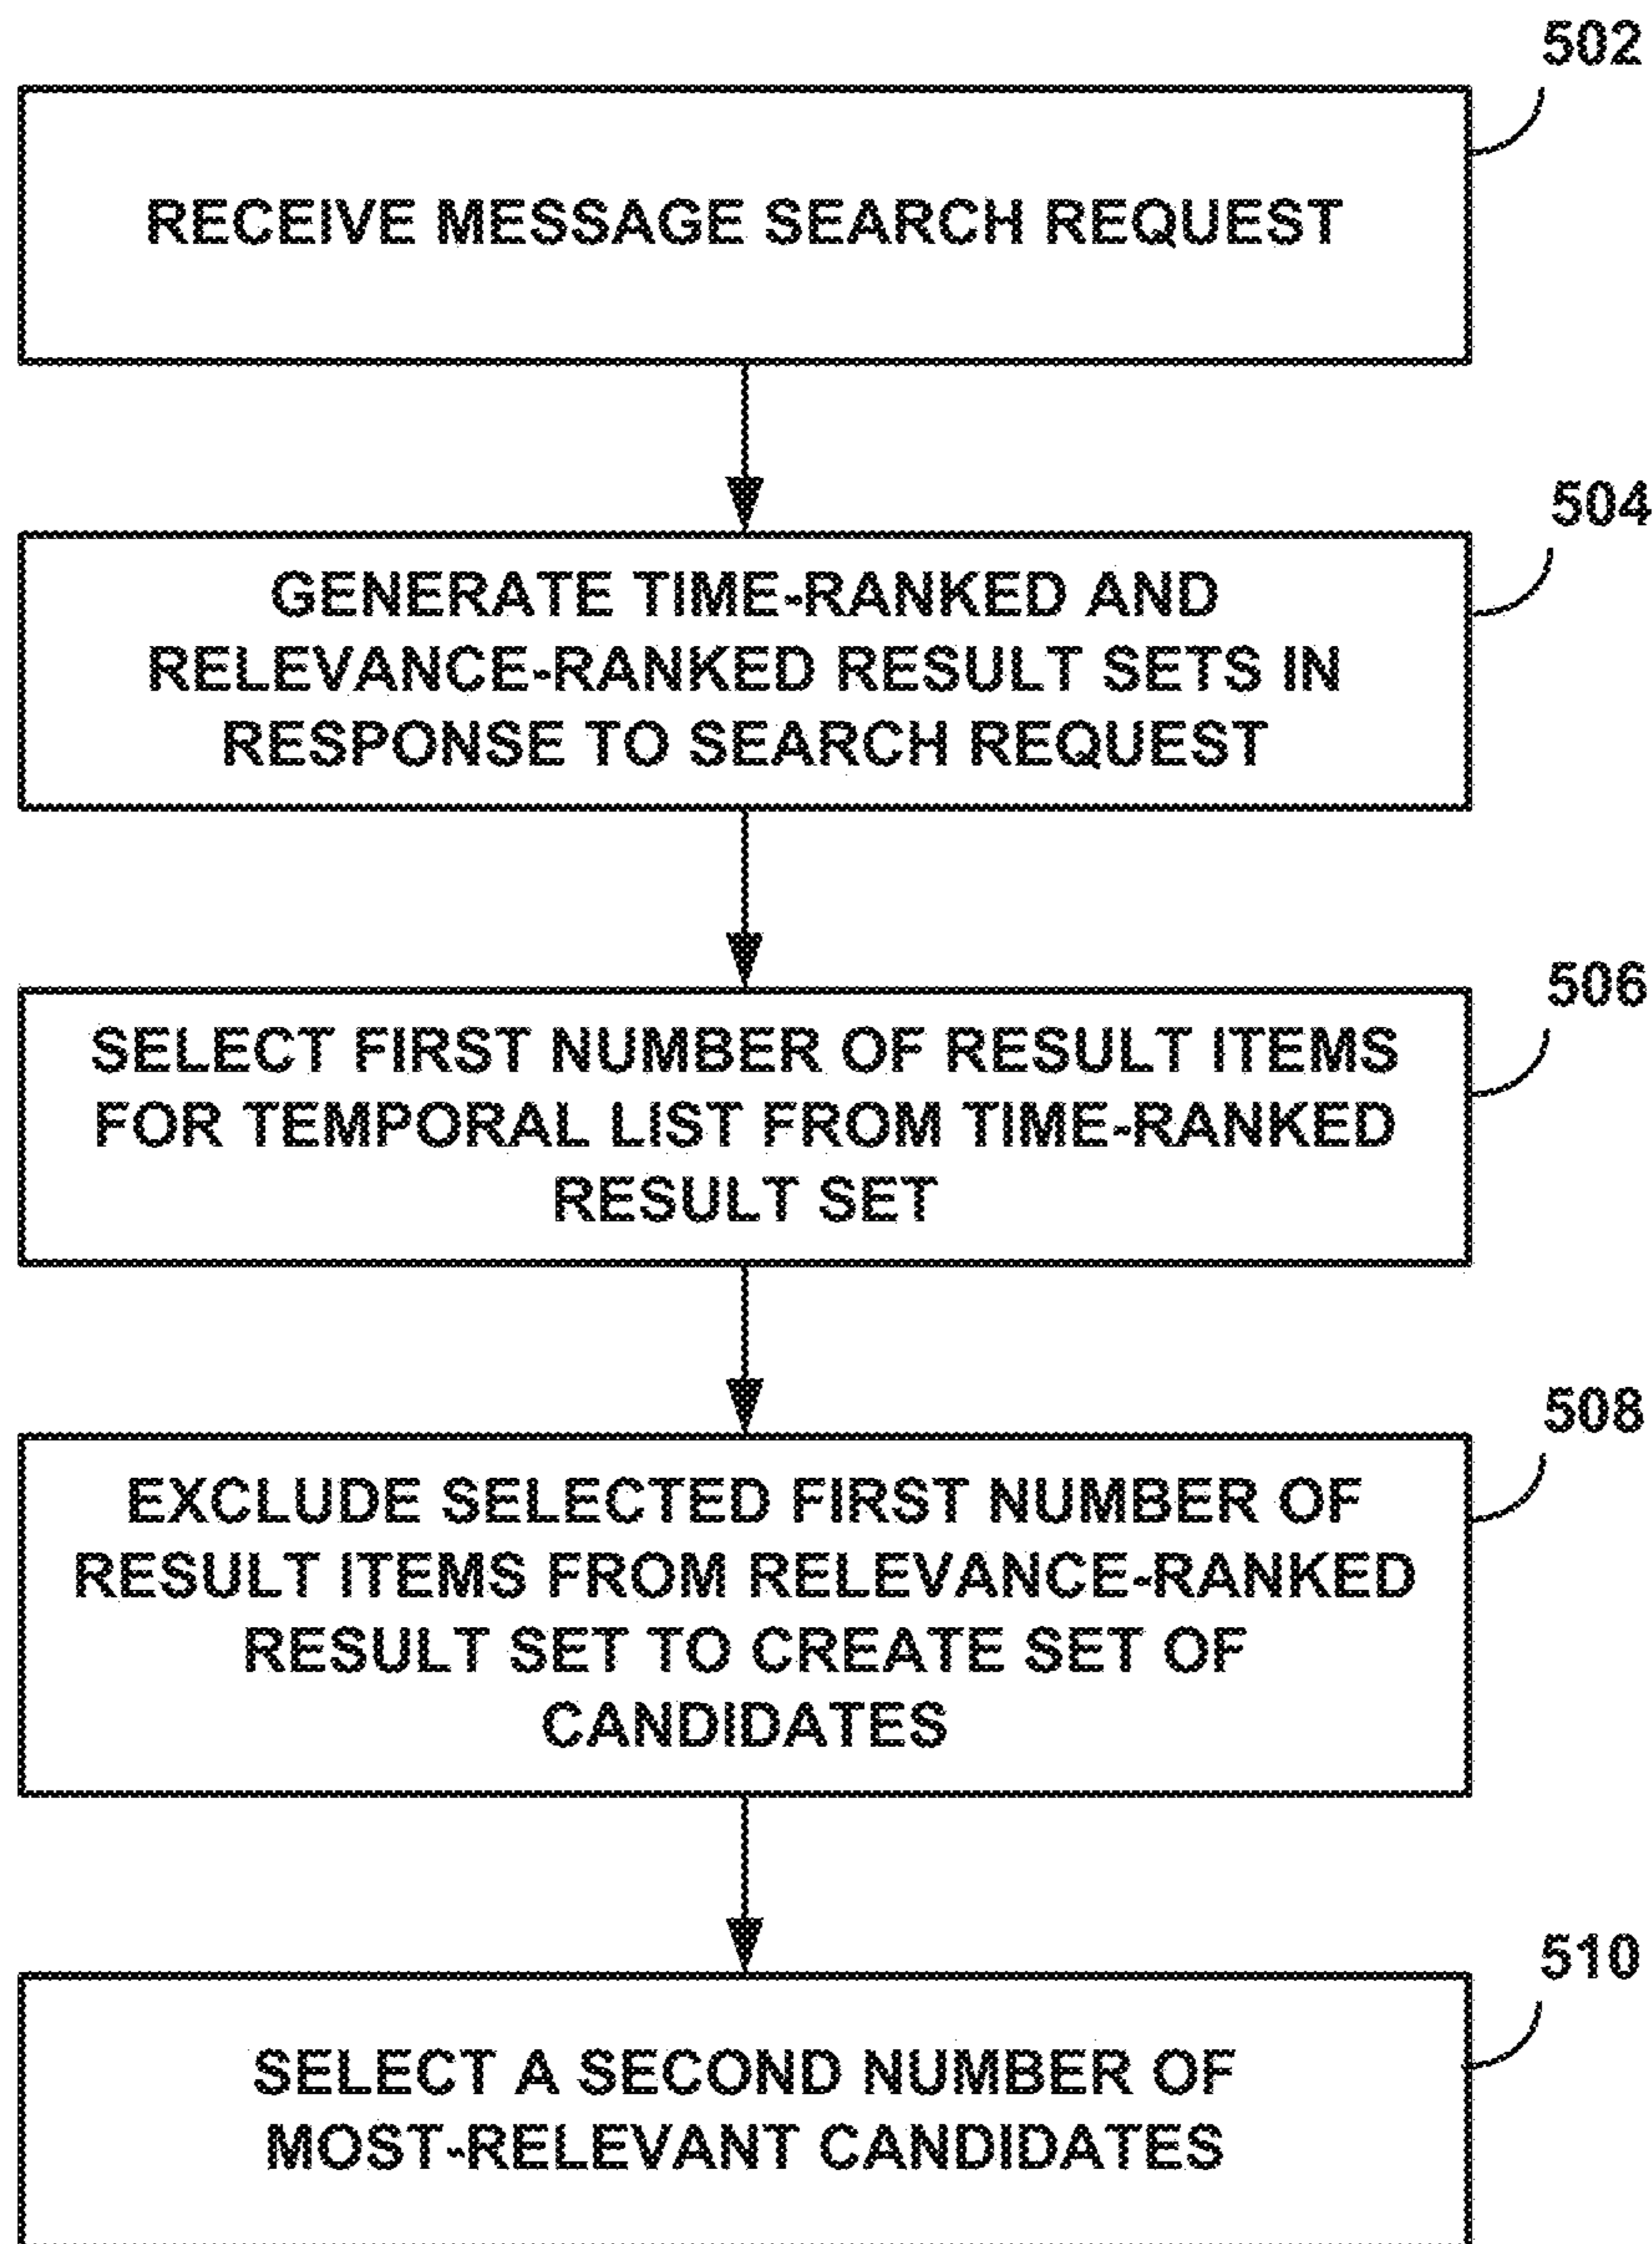 502
RECEIVE MESSAGE SEARCH REQUEST
504
GENERATE TIME-RANKED AND
RELEVANCE-RANKED RESULT SETS IN
RESPONSE TO SEARCH REQUEST
506
SELECT FIRST NUMBER OF RESULT ITEMS
FOR TEMPORAL LIST FROM TIME-RANKED
RESULT SET
508
EXCLUDE SELECTED FIRST NUMBER OF
RESULT ITEMS FROM RELEVANCE-RANKED
RESULT SET TO CREATE SET OF
CANDIDATES
510
SELECT A SECOND NUMBER OF
MOST-RELEVANT CANDIDATES